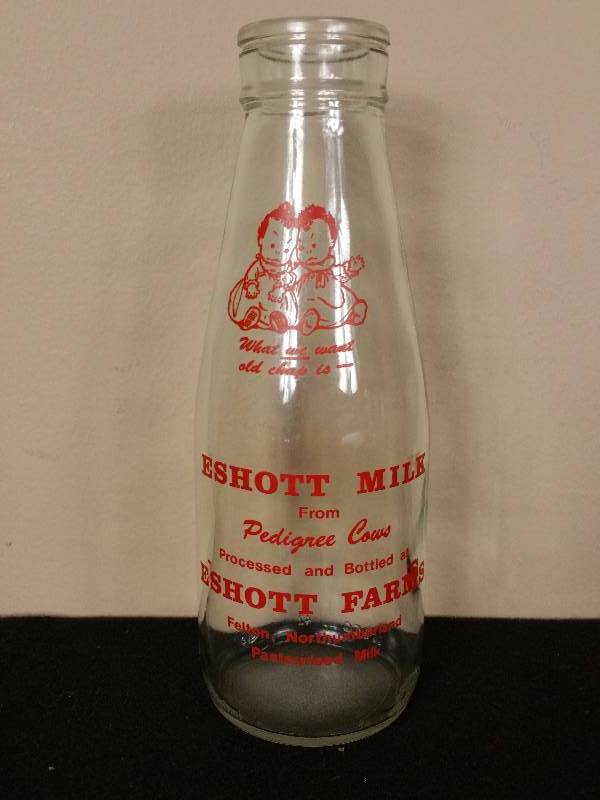 What we want
old chap is —
ESHOTT MILK
From
Pedigree Cows
Processed and Bottled at
ESHOTT FARMS
Felton, Northumberland
Pasteurised Milk